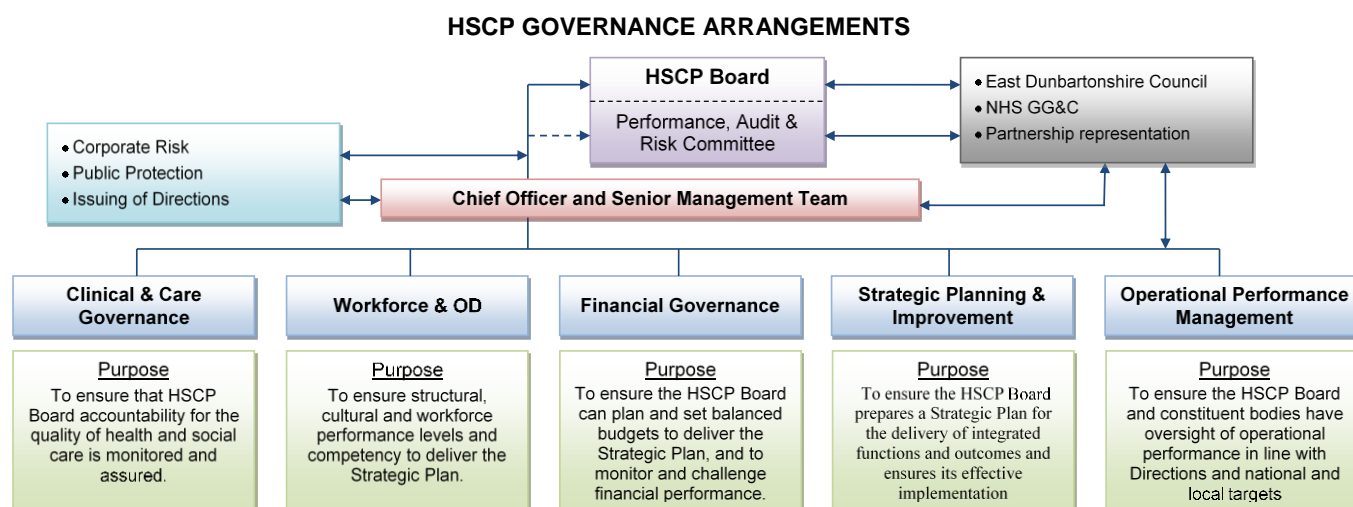 HSCP GOVERNANCE ARRANGEMENTS
HSCP Board
Performance, Audit &
Risk Committee
• East Dunbartonshire Council
• NHS GG&C
• Partnership representation
• Corporate Risk
• Public Protection
• Issuing of Directions
Chief Officer and Senior Management Team
Clinical & Care
Governance
Workforce & OD
Financial Governance
Strategic Planning &
Improvement
Operational Performance
Management
Purpose
To ensure that HSCP
Board accountability for the
quality of health and social
care is monitored and
assured.
Purpose
To ensure structural,
cultural and workforce
performance levels and
competency to deliver the
Strategic Plan.
Purpose
To ensure the HSCP Board
can plan and set balanced
budgets to deliver the
Strategic Plan, and to
monitor and challenge
financial performance.
Purpose
To ensure the HSCP Board
prepares a Strategic Plan for
the delivery of integrated
functions and outcomes and
ensures its effective
implementation
Purpose
To ensure the HSCP Board
and constituent bodies have
oversight of operational
performance in line with
Directions and national and
local targets